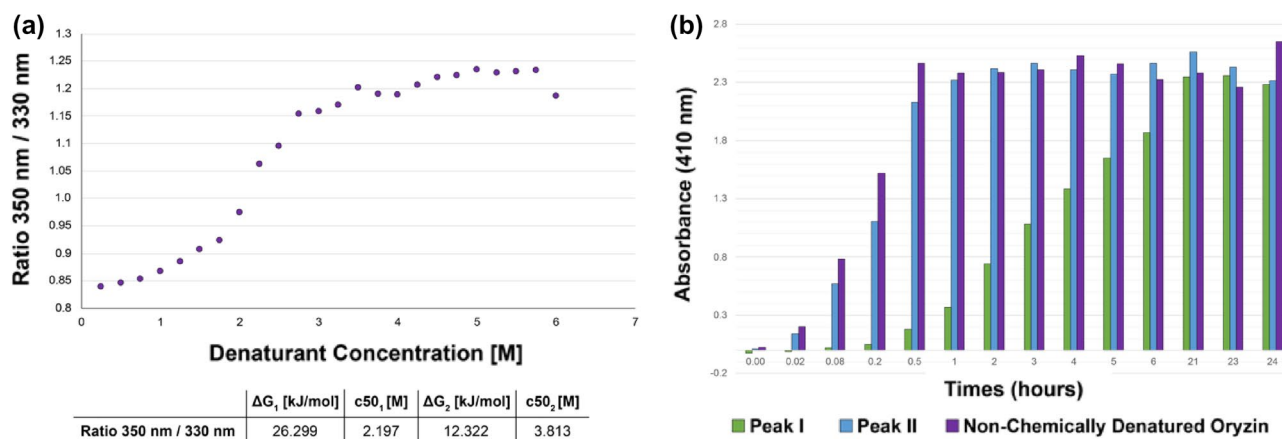 (a)
Ratio 350 nm / 330 nm
1.3
1.25
1.2
1.15
1.1
1.05
1.0
0.95
0.9
0.85
0.8
0 1 2 3 4 5 6 7
Denaturant Concentration [M]
ΔG1 [kJ/mol] c501 [M] ΔG2 [kJ/mol] c502 [M]
Ratio 350 nm / 330 nm 26.299 2.197 12.322 3.813
(b)
Absorbance (410 nm)
2.8
2.3
1.8
1.3
0.8
0.3
-0.2
0.00 0.02 0.08 0.2 0.5 1 2 3 4 5 6 21 23 24
Times (hours)
Peak I Peak II Non-Chemically Denatured Oryzin